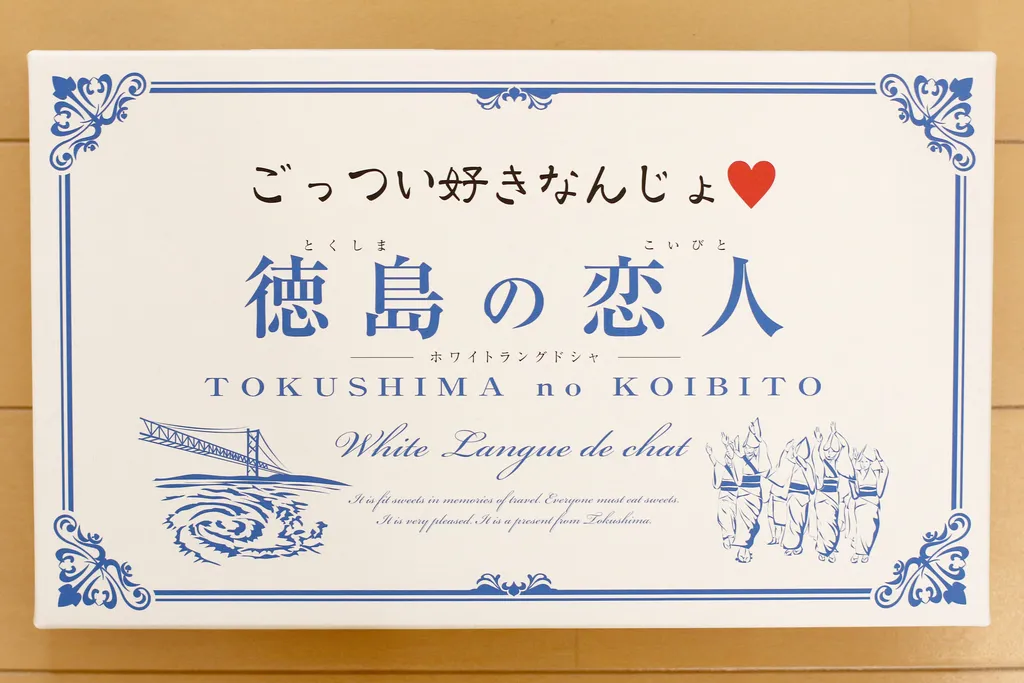 ごっつい好きなんじょ♥
とくしま こいびと
徳島の恋人
ホワイトラングドシャ
TOKUSHIMA no KOIBITO
White Langue de chat
It is fit sweets in memories of travel. Everyone must eat sweets.
It is very pleased. It is a present from Tokushima.